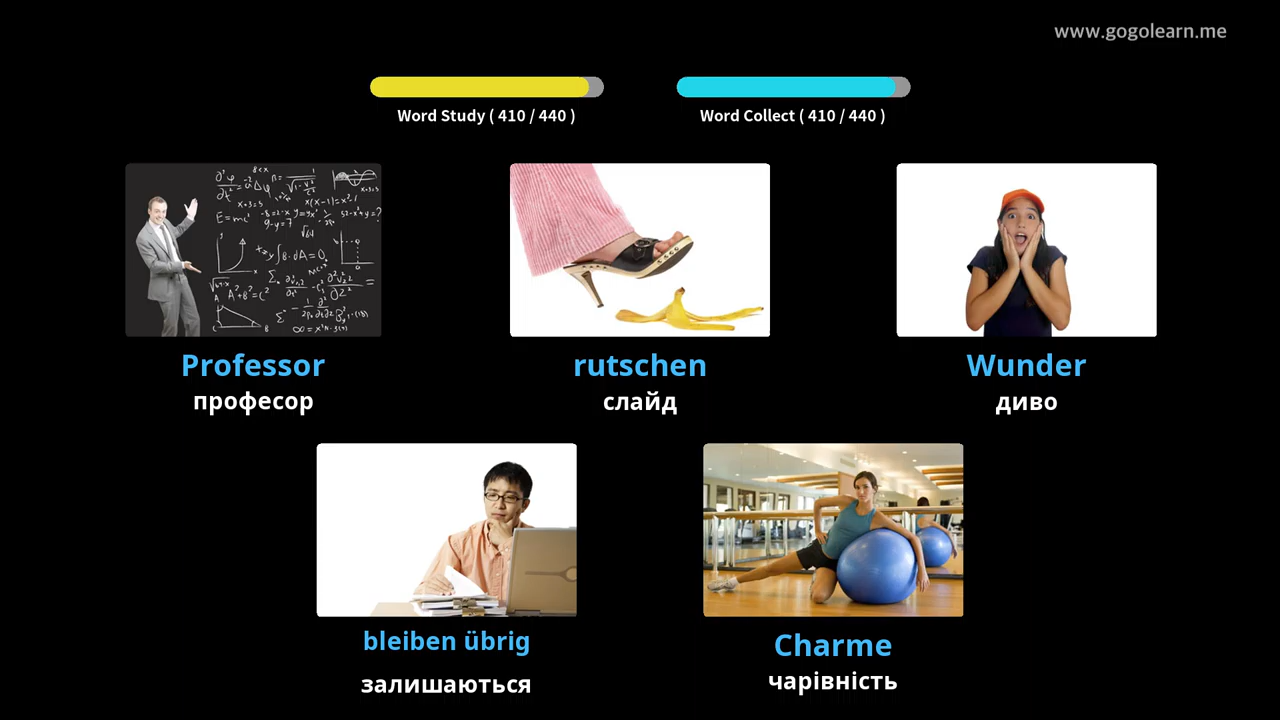 www.gogolearn.me
Word Study ( 410 / 440 )
Word Collect ( 410 / 440 )
Professor
професор
rutschen
слайд
Wunder
диво
bleiben übrig
залишаються
Charme
чарівність